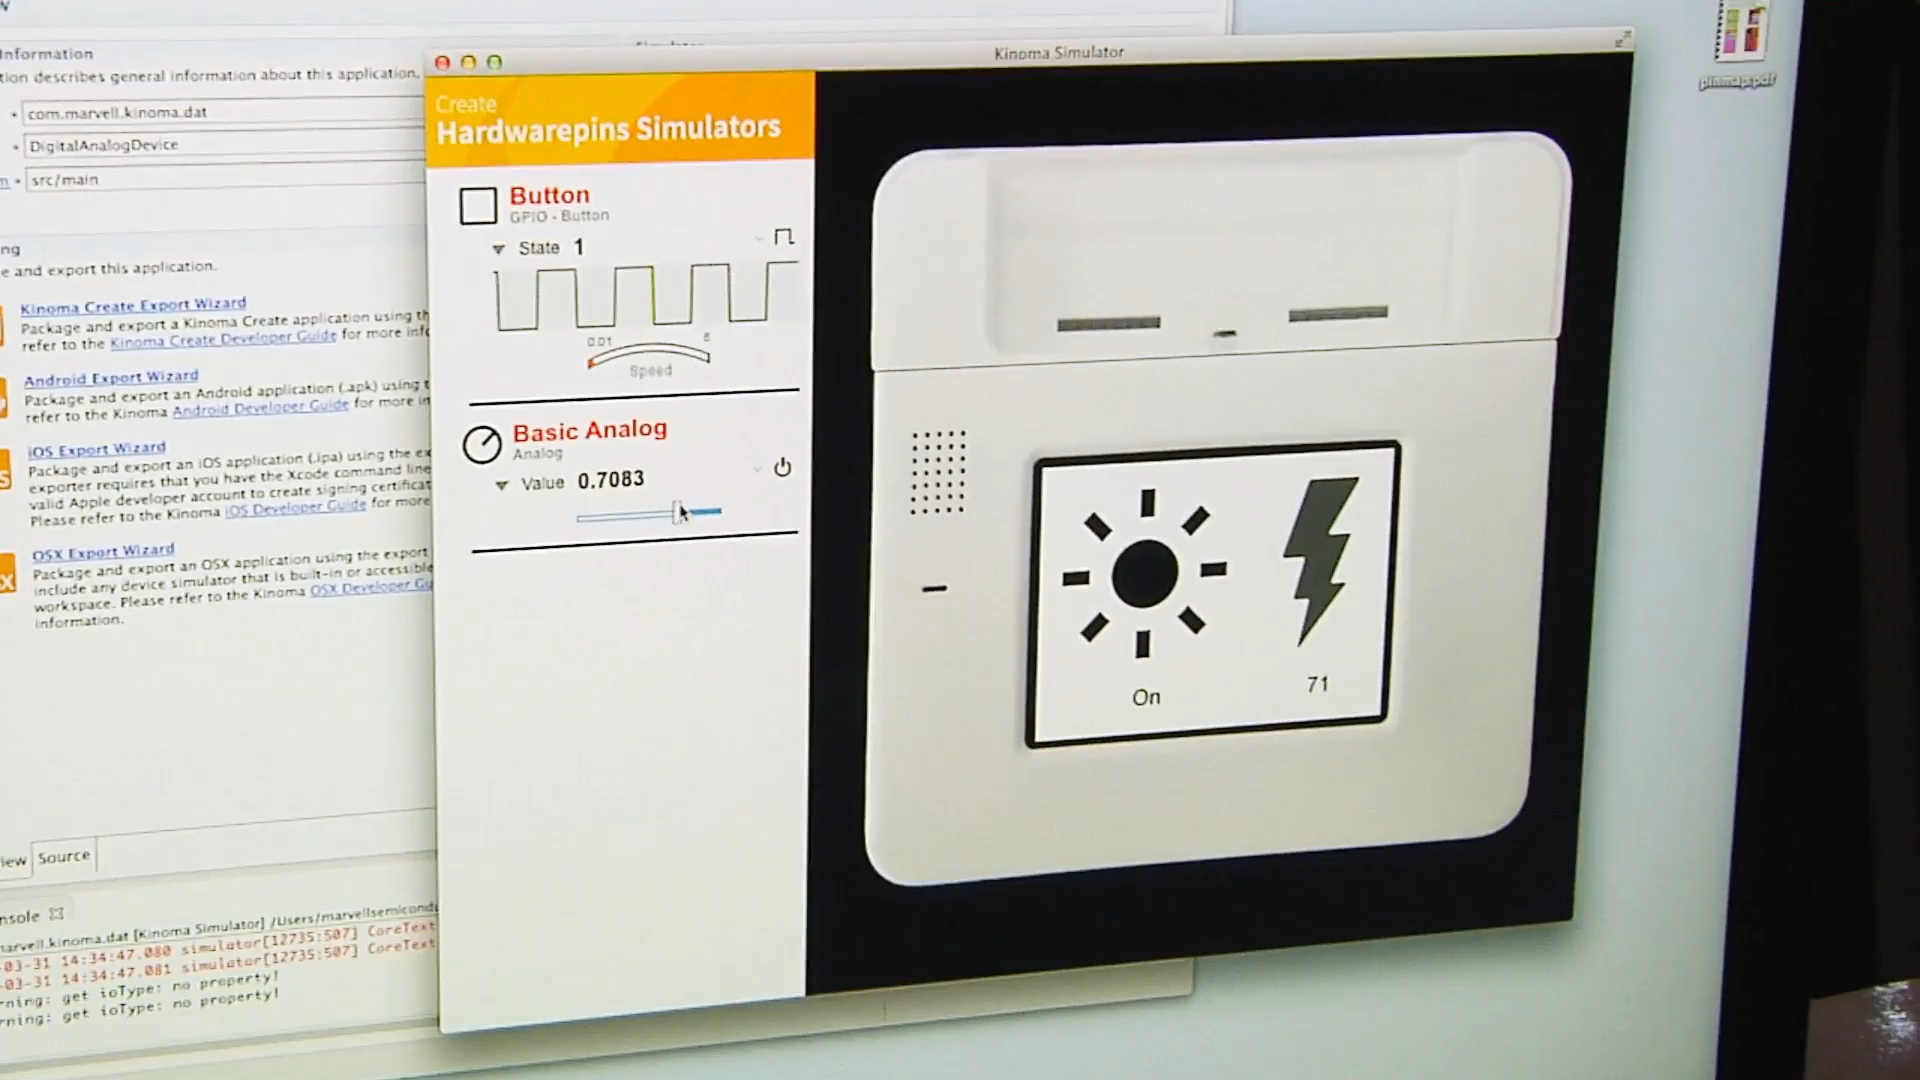 Information
tion describes general information about this application.
com.marvell.kinoma.dat
DigitalAnalogDevice
src/main
ng
e and export this application.
Kinoma Create Export Wizard
Package and export a Kinoma Create application using th
refer to the Kinoma Create Developer Guide for more info
Android Export Wizard
Package and export an Android application (.apk) using t
refer to the Kinoma Android Developer Guide for more in
iOS Export Wizard
Package and export an iOS application (.ipa) using the ex
exporter requires that you have the Xcode command line
valid Apple developer account to create signing certificat
Please refer to the Kinoma iOS Developer Guide for more
OSX Export Wizard
Package and export an OSX application using the export
include any device simulator that is built-in or accessible
workspace. Please refer to the Kinoma OSX Developer Gu
information.
iew Source
nsole
marvell.kinoma.dat [Kinoma Simulator] /Users/marvellsemicondu
-03-31 14:34:47.080 simulator[12735:507] CoreText
-03-31 14:34:47.081 simulator[12735:507] CoreText
rning: get ioType: no property!
rning: get ioType: no property!
Kinoma Simulator
Create
Hardwarepins Simulators
Button
GPIO - Button
State 1
0.01
Speed
Basic Analog
Analog
Value 0.7083
On
71
pinmap.pdf